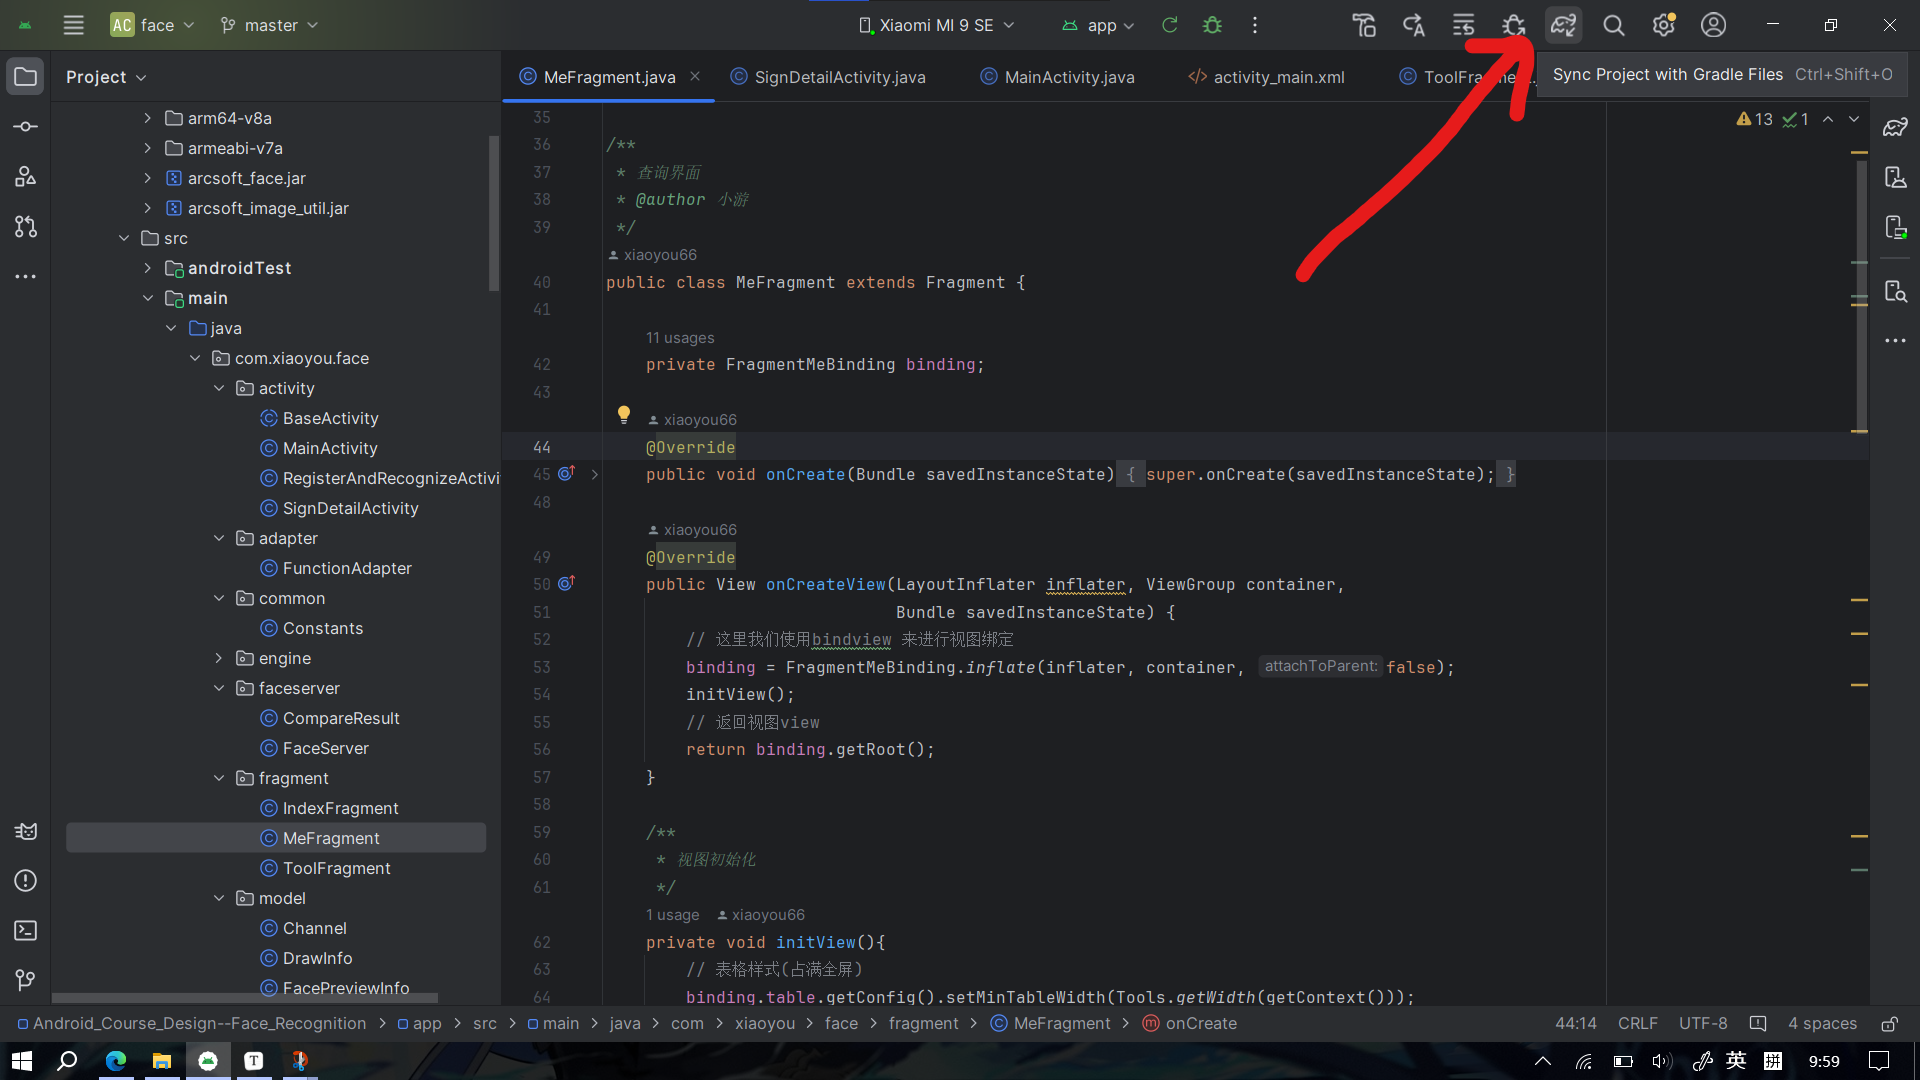 AC face master Xiaomi MI 9 SE app
Project
MeFragment.java SignDetailActivity.java MainActivity.java activity_main.xml
Sync Project with Gradle Files Ctrl+Shift+O
13 1
arm64-v8a
armeabi-v7a
arcsoft_face.jar
arcsoft_image_util.jar
src
androidTest
main
java
com.xiaoyou.face
activity
BaseActivity
MainActivity
RegisterAndRecognizeActivi
SignDetailActivity
adapter
FunctionAdapter
common
Constants
engine
faceserver
CompareResult
FaceServer
fragment
IndexFragment
MeFragment
ToolFragment
model
Channel
DrawInfo
FacePreviewInfo
35
36 /**
37 * 查询界面
38 * @author 小游
39 */
xiaoyou66
40 public class MeFragment extends Fragment {
41
11 usages
42 private FragmentMeBinding binding;
43
xiaoyou66
44 @Override
45 public void onCreate(Bundle savedInstanceState) { super.onCreate(savedInstanceState); }
48
xiaoyou66
49 @Override
50 public View onCreateView(LayoutInflater inflater, ViewGroup container,
51 Bundle savedInstanceState) {
52 // 这里我们使用bindview 来进行视图绑定
53 binding = FragmentMeBinding.inflate(inflater, container, attachToParent: false);
54 initView();
55 // 返回视图view
56 return binding.getRoot();
57 }
58
59 /**
60 * 视图初始化
61 */
1 usage xiaoyou66
62 private void initView(){
63 // 表格样式(占满全屏)
64 binding.table.getConfig().setMinTableWidth(Tools.getWidth(getContext()));
Android_Course_Design--Face_Recognition > app > src > main > java > com > xiaoyou > face > fragment > MeFragment > onCreate
44:14 CRLF UTF-8 4 spaces
英 拼 9:59